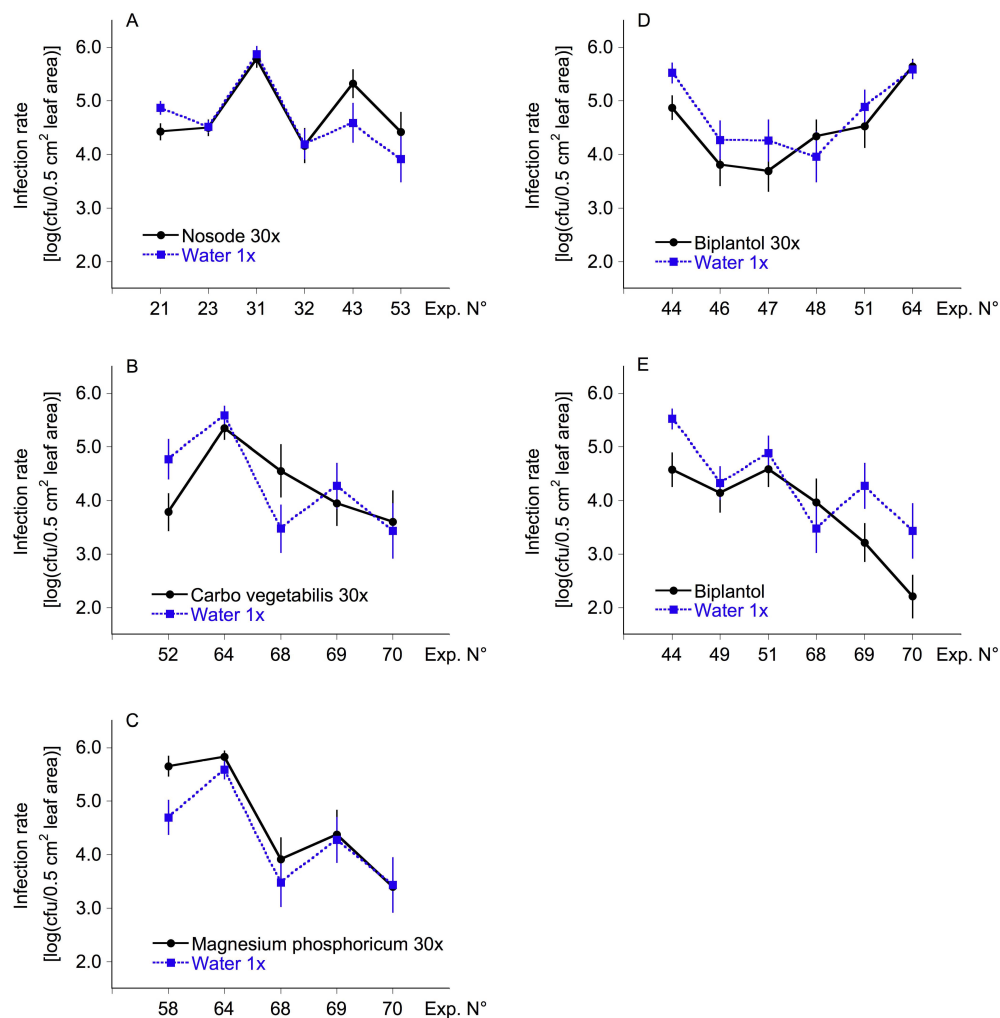 A
Infection rate
[log(cfu/0.5 cm² leaf area)]
6.0
5.0
4.0
3.0
2.0
Nosode 30x
Water 1x
21 23 31 32 43 53 Exp. N°
B
Infection rate
[log(cfu/0.5 cm² leaf area)]
6.0
5.0
4.0
3.0
2.0
Carbo vegetabilis 30x
Water 1x
52 64 68 69 70 Exp. N°
C
Infection rate
[log(cfu/0.5 cm² leaf area)]
6.0
5.0
4.0
3.0
2.0
Magnesium phosphoricum 30x
Water 1x
58 64 68 69 70 Exp. N°
D
Infection rate
[log(cfu/0.5 cm² leaf area)]
6.0
5.0
4.0
3.0
2.0
Biplantol 30x
Water 1x
44 46 47 48 51 64 Exp. N°
E
Infection rate
[log(cfu/0.5 cm² leaf area)]
6.0
5.0
4.0
3.0
2.0
Biplantol
Water 1x
44 49 51 68 69 70 Exp. N°